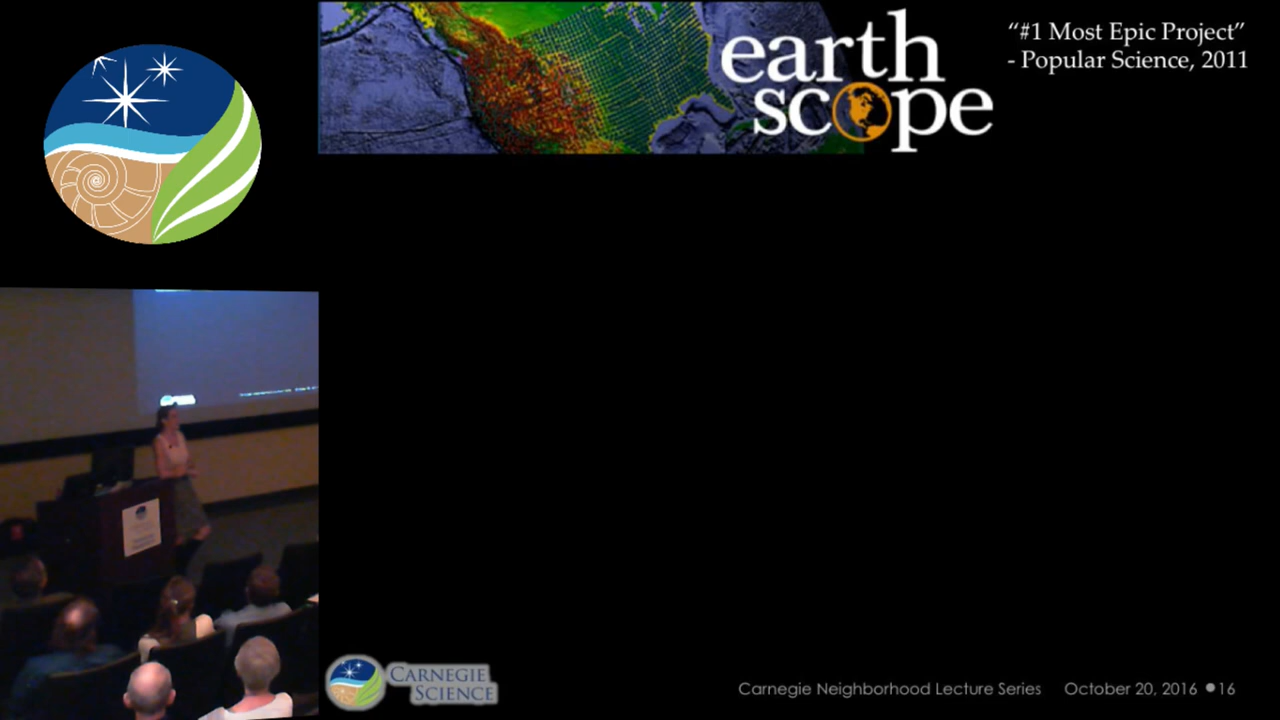 earth
scope
“#1 Most Epic Project”
- Popular Science, 2011
CARNEGIE
SCIENCE
Carnegie Neighborhood Lecture Series October 20, 2016 •16